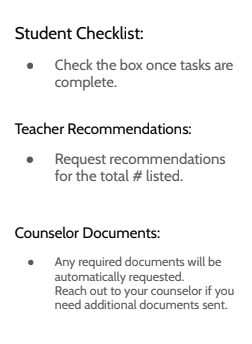 Student Checklist:
● Check the box once tasks are
complete.
Teacher Recommendations:
● Request recommendations
for the total # listed.
Counselor Documents:
● Any required documents will be
automatically requested.
Reach out to your counselor if you
need additional documents sent.